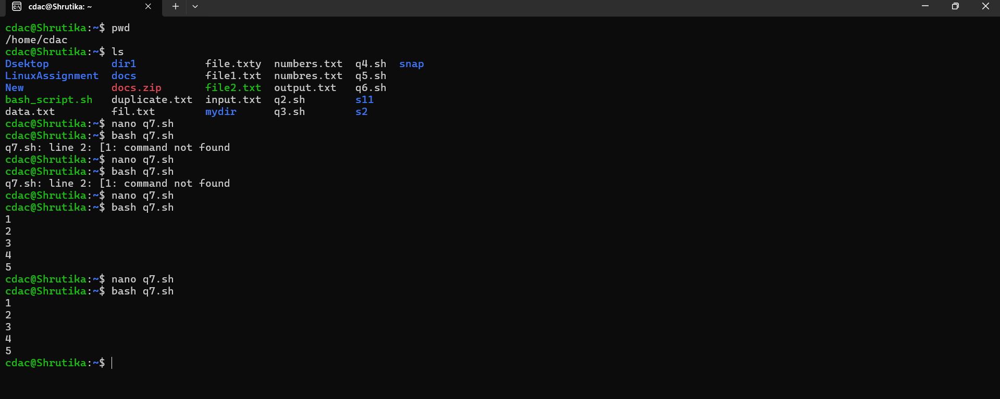 cdac@Shrutika: ~
cdac@Shrutika:~$ pwd
/home/cdac
cdac@Shrutika:~$ ls
Dsektop          dir1           file.txty  numbers.txt  q4.sh  snap
LinuxAssignment  docs           file1.txt  numbres.txt  q5.sh
New              docs.zip       file2.txt  output.txt   q6.sh
bash_script.sh   duplicate.txt  input.txt  q2.sh        s11
data.txt         fil.txt        mydir      q3.sh        s2
cdac@Shrutika:~$ nano q7.sh
cdac@Shrutika:~$ bash q7.sh
q7.sh: line 2: [1: command not found
cdac@Shrutika:~$ nano q7.sh
cdac@Shrutika:~$ bash q7.sh
q7.sh: line 2: [1: command not found
cdac@Shrutika:~$ nano q7.sh
cdac@Shrutika:~$ bash q7.sh
1
2
3
4
5
cdac@Shrutika:~$ nano q7.sh
cdac@Shrutika:~$ bash q7.sh
1
2
3
4
5
cdac@Shrutika:~$